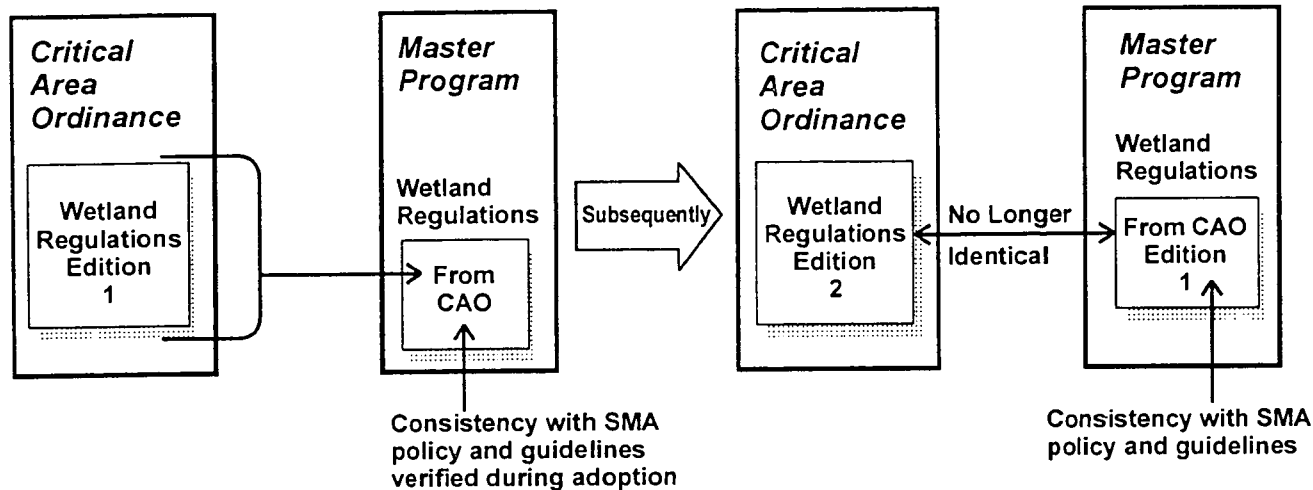 Critical
Area
Ordinance
Wetland
Regulations
Edition
1
Master
Program
Wetland
Regulations
From
CAO
Consistency with SMA
policy and guidelines
verified during adoption
Subsequently
Critical
Area
Ordinance
Wetland
Regulations
Edition
2
No Longer
Identical
Master
Program
Wetland
Regulations
From CAO
Edition
1
Consistency with SMA
policy and guidelines